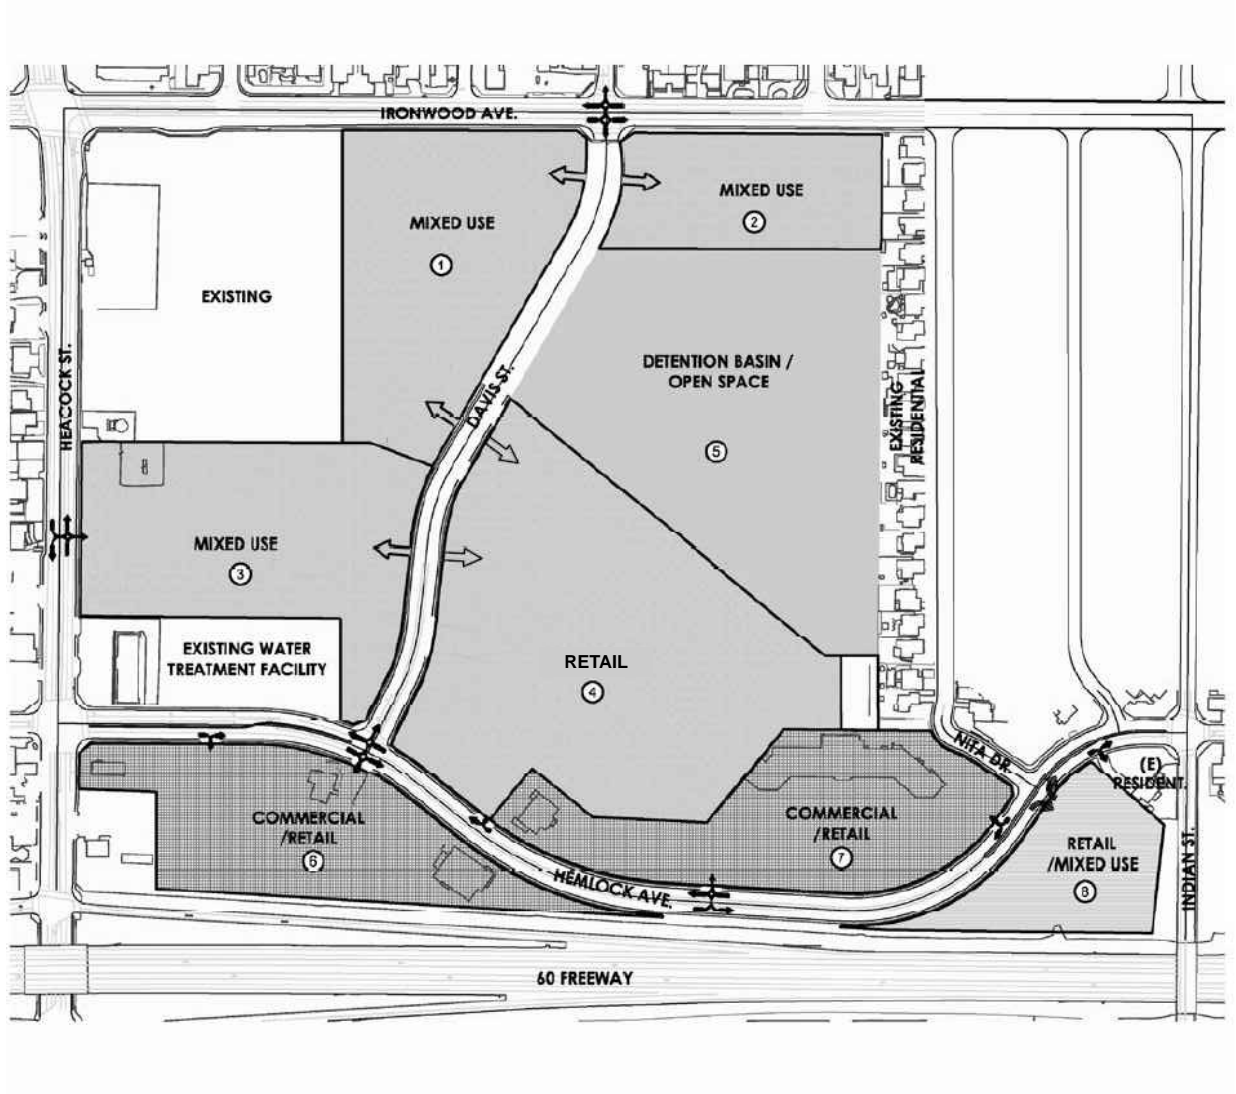 IRONWOOD AVE.
MIXED USE
2
MIXED USE
1
EXISTING
DETENTION BASIN /
OPEN SPACE
5
HEACOCK ST.
DAVIS ST.
EXISTING
RESIDENTIAL
MIXED USE
3
EXISTING WATER
TREATMENT FACILITY
RETAIL
4
NITA DR.
(E)
RESIDENT.
COMMERCIAL
/RETAIL
6
COMMERCIAL
/RETAIL
7
RETAIL
/MIXED USE
8
HEMLOCK AVE.
INDIAN ST.
60 FREEWAY